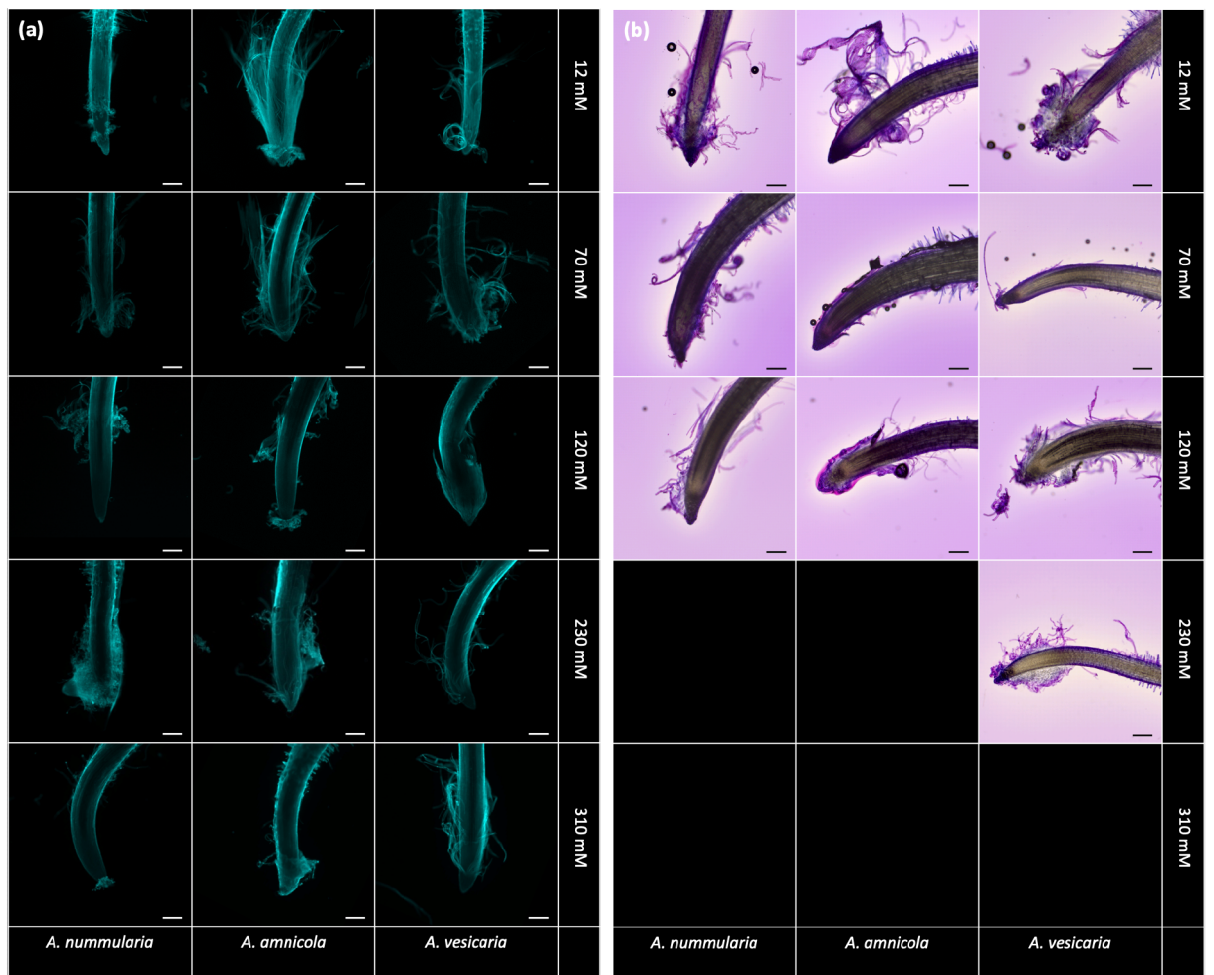 (a)
12 mM
70 mM
120 mM
230 mM
310 mM
A. nummularia
A. amnicola
A. vesicaria
(b)
12 mM
70 mM
120 mM
230 mM
310 mM
A. nummularia
A. amnicola
A. vesicaria